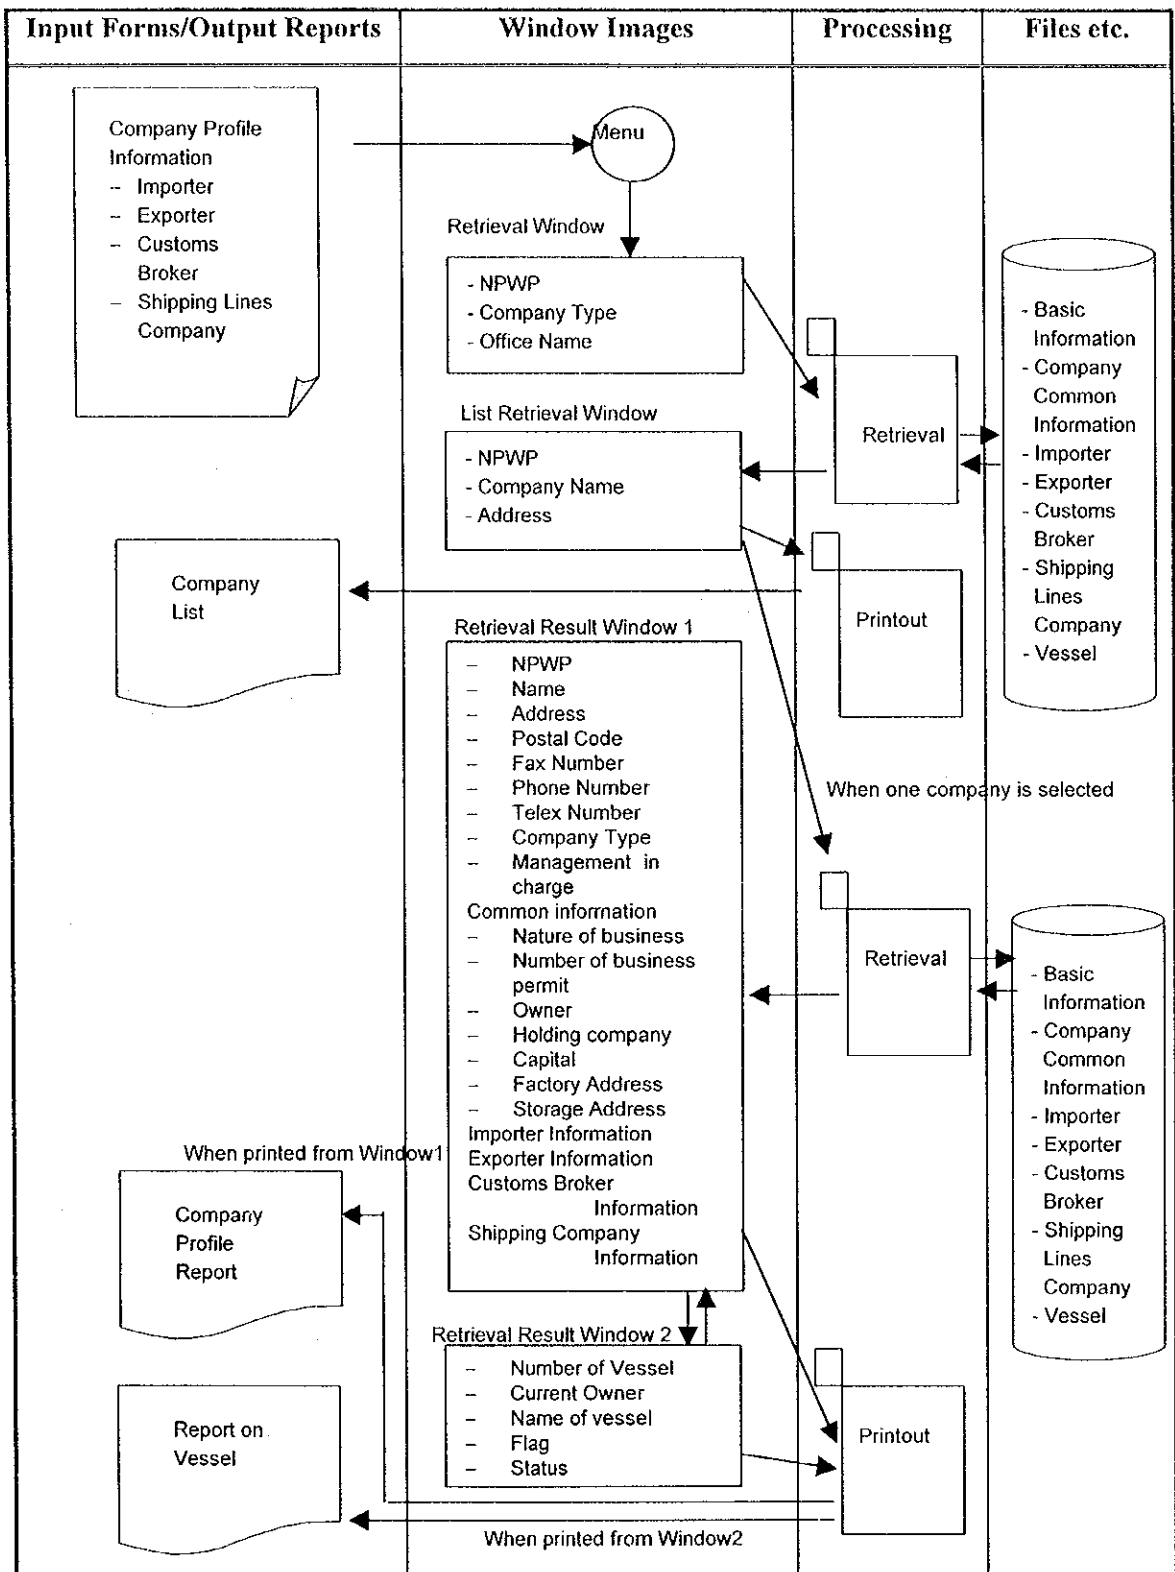 Input Forms/Output Reports
Window Images
Processing
Files etc.
Company Profile
Information
– Importer
– Exporter
– Customs
Broker
– Shipping Lines
Company
Menu
Retrieval Window
- NPWP
- Company Type
- Office Name
Retrieval
- Basic
Information
- Company
Common
Information
- Importer
- Exporter
- Customs
Broker
- Shipping
Lines
Company
- Vessel
List Retrieval Window
- NPWP
- Company Name
- Address
Company
List
Printout
Retrieval Result Window 1
– NPWP
– Name
– Address
– Postal Code
– Fax Number
– Phone Number
– Telex Number
– Company Type
– Management in
charge
Common information
– Nature of business
– Number of business
permit
– Owner
– Holding company
– Capital
– Factory Address
– Storage Address
Importer Information
Exporter Information
Customs Broker
Information
Shipping Company
Information
When one company is selected
Retrieval
- Basic
Information
- Company
Common
Information
- Importer
- Exporter
- Customs
Broker
- Shipping
Lines
Company
- Vessel
When printed from Window1
Company
Profile
Report
Retrieval Result Window 2
– Number of Vessel
– Current Owner
– Name of vessel
– Flag
– Status
Printout
Report on
Vessel
When printed from Window2